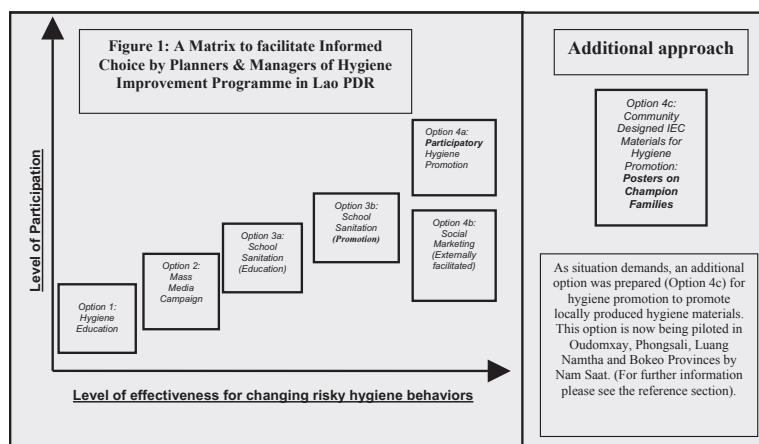 Figure 1: A Matrix to facilitate Informed
Choice by Planners & Managers of Hygiene
Improvement Programme in Lao PDR
Level of Participation
Option 1:
Hygiene
Education
Option 2:
Mass
Media
Campaign
Option 3a:
School
Sanitation
(Education)
Option 3b:
School
Sanitation
(Promotion)
Option 4a:
Participatory
Hygiene
Promotion
Option 4b:
Social
Marketing
(Externally
facilitated)
Level of effectiveness for changing risky hygiene behaviors
Additional approach
Option 4c:
Community
Designed IEC
Materials for
Hygiene
Promotion:
Posters on
Champion
Families
As situation demands, an additional
option was prepared (Option 4c) for
hygiene promotion to promote
locally produced hygiene materials.
This option is now being piloted in
Oudomxay, Phongsali, Luang
Namtha and Bokeo Provinces by
Nam Saat. (For further information
please see the reference section).